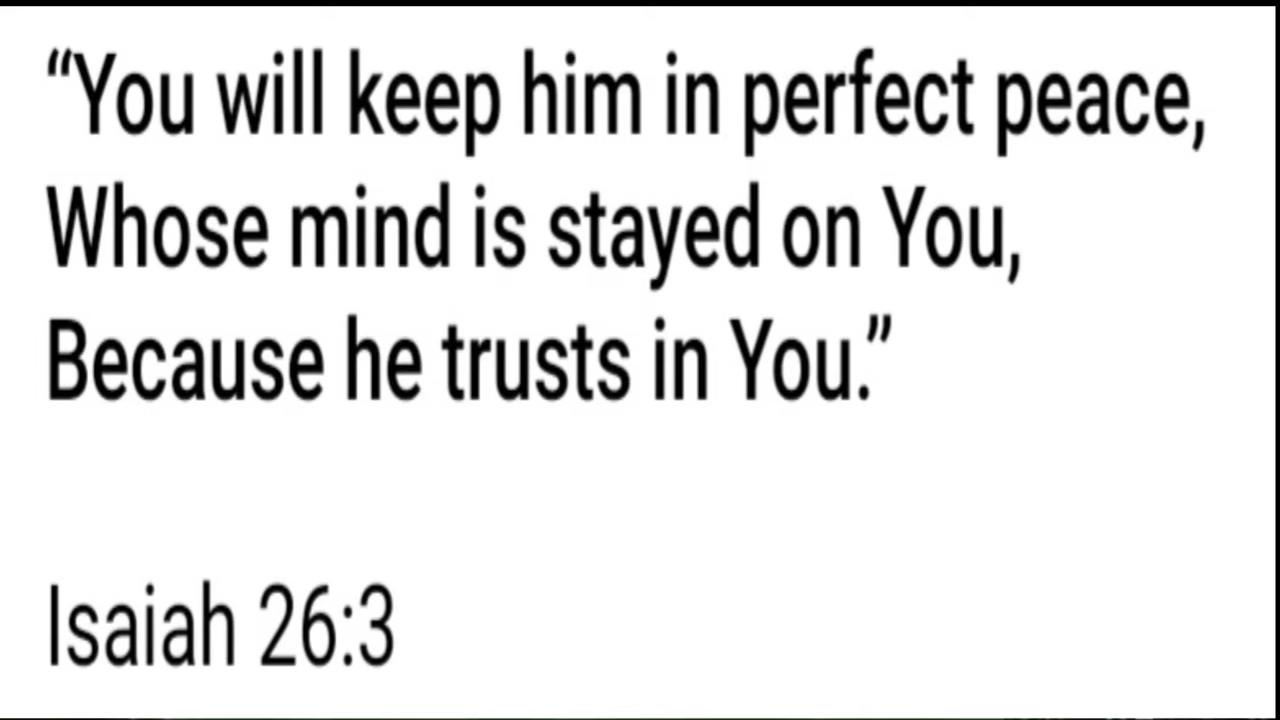 “You will keep him in perfect peace,
Whose mind is stayed on You,
Because he trusts in You.”
Isaiah 26:3